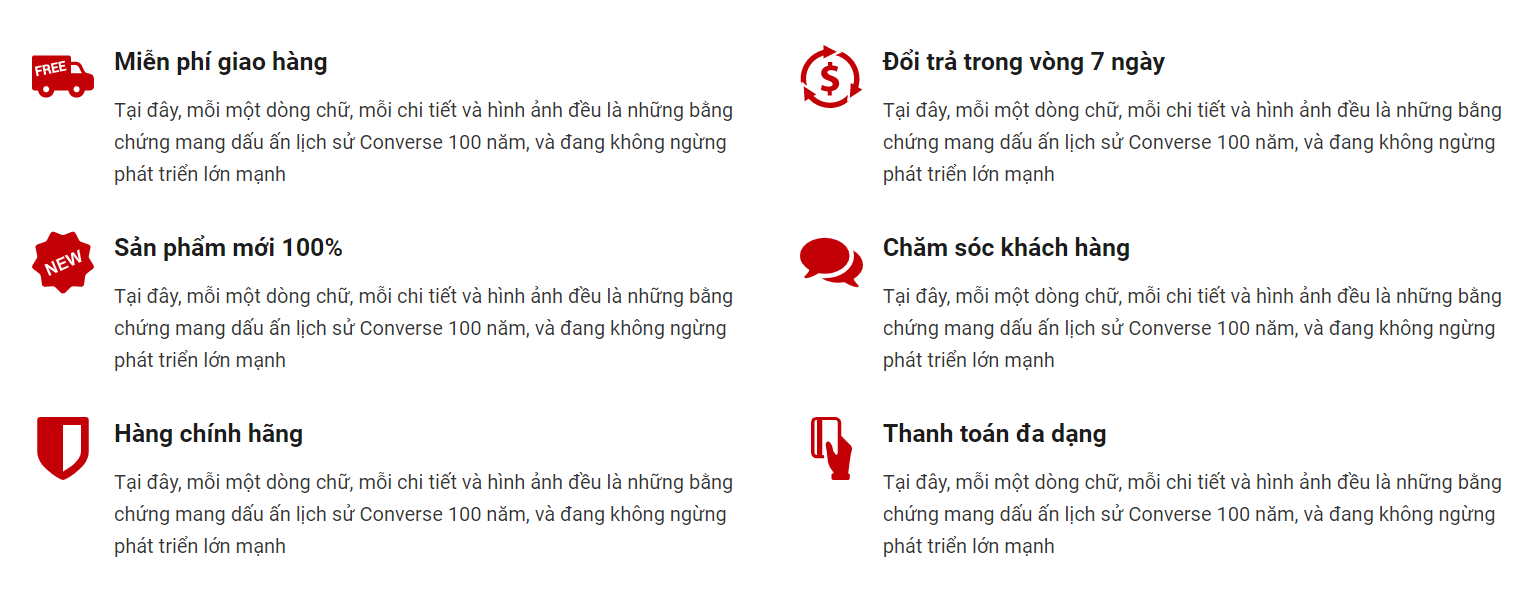 FREE
Miễn phí giao hàng
Tại đây, mỗi một dòng chữ, mỗi chi tiết và hình ảnh đều là những bằng
chứng mang dấu ấn lịch sử Converse 100 năm, và đang không ngừng
phát triển lớn mạnh
$
Đổi trả trong vòng 7 ngày
Tại đây, mỗi một dòng chữ, mỗi chi tiết và hình ảnh đều là những bằng
chứng mang dấu ấn lịch sử Converse 100 năm, và đang không ngừng
phát triển lớn mạnh
NEW
Sản phẩm mới 100%
Tại đây, mỗi một dòng chữ, mỗi chi tiết và hình ảnh đều là những bằng
chứng mang dấu ấn lịch sử Converse 100 năm, và đang không ngừng
phát triển lớn mạnh
Chăm sóc khách hàng
Tại đây, mỗi một dòng chữ, mỗi chi tiết và hình ảnh đều là những bằng
chứng mang dấu ấn lịch sử Converse 100 năm, và đang không ngừng
phát triển lớn mạnh
Hàng chính hãng
Tại đây, mỗi một dòng chữ, mỗi chi tiết và hình ảnh đều là những bằng
chứng mang dấu ấn lịch sử Converse 100 năm, và đang không ngừng
phát triển lớn mạnh
Thanh toán đa dạng
Tại đây, mỗi một dòng chữ, mỗi chi tiết và hình ảnh đều là những bằng
chứng mang dấu ấn lịch sử Converse 100 năm, và đang không ngừng
phát triển lớn mạnh